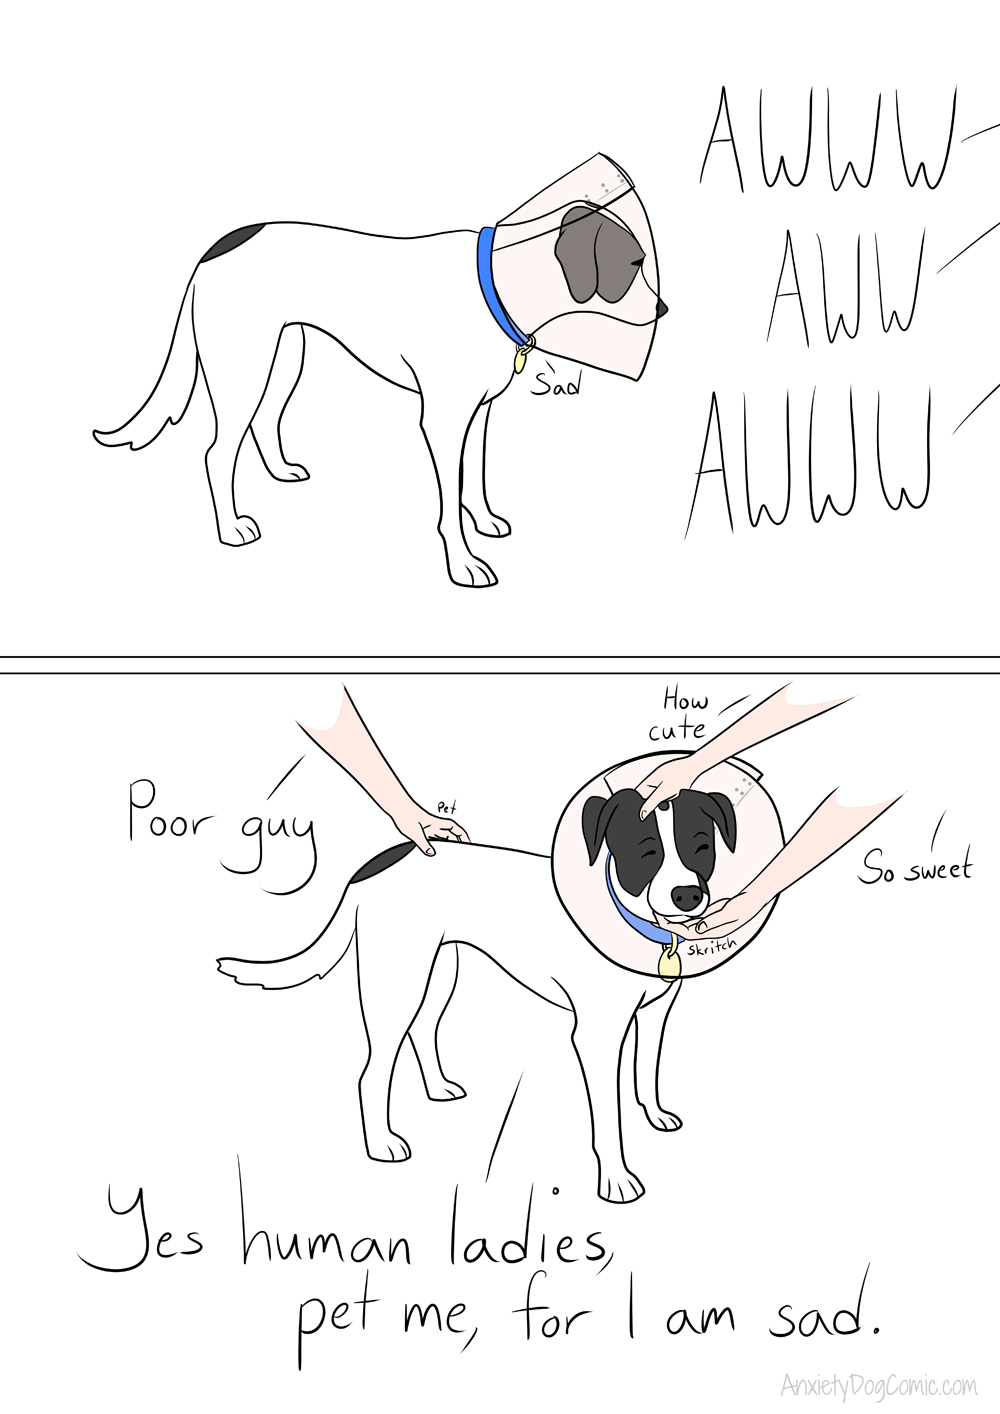 AWWW
AWW
AWWW
Sad
How
cute
Pet
Poor guy
So sweet
skritch
Yes human ladies,
pet me, for I am sad.
AnxietyDogComic.com